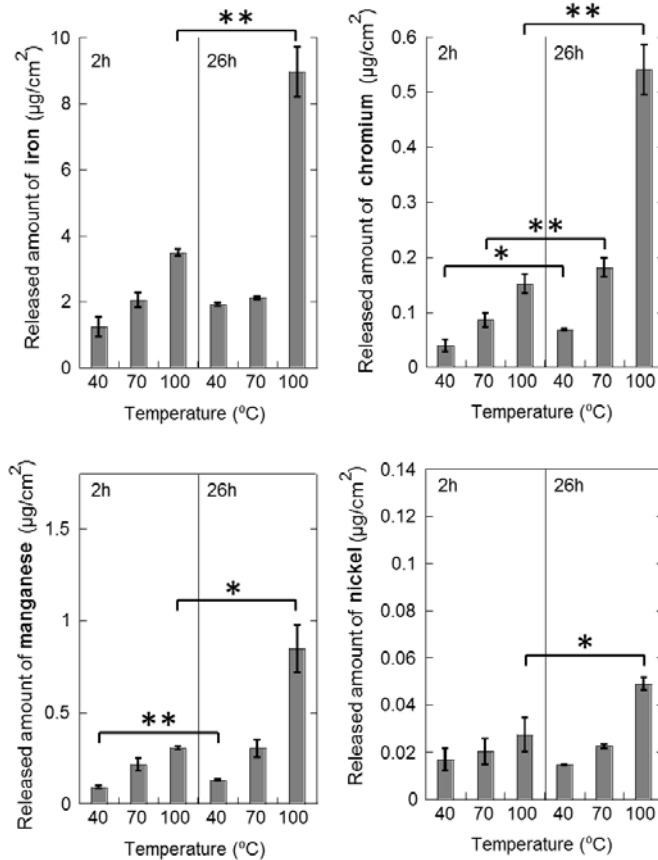 Released amount of iron (µg/cm²)
10
8
6
4
2
0
2h
26h
**
40 70 100 40 70 100
Temperature (ºC)
Released amount of chromium (µg/cm²)
0.6
0.5
0.4
0.3
0.2
0.1
0
2h
26h
**
**
*
40 70 100 40 70 100
Temperature (ºC)
Released amount of manganese (µg/cm²)
1.5
1
0.5
0
2h
26h
*
**
40 70 100 40 70 100
Temperature (ºC)
Released amount of nickel (µg/cm²)
0.14
0.12
0.1
0.08
0.06
0.04
0.02
0
2h
26h
*
40 70 100 40 70 100
Temperature (ºC)